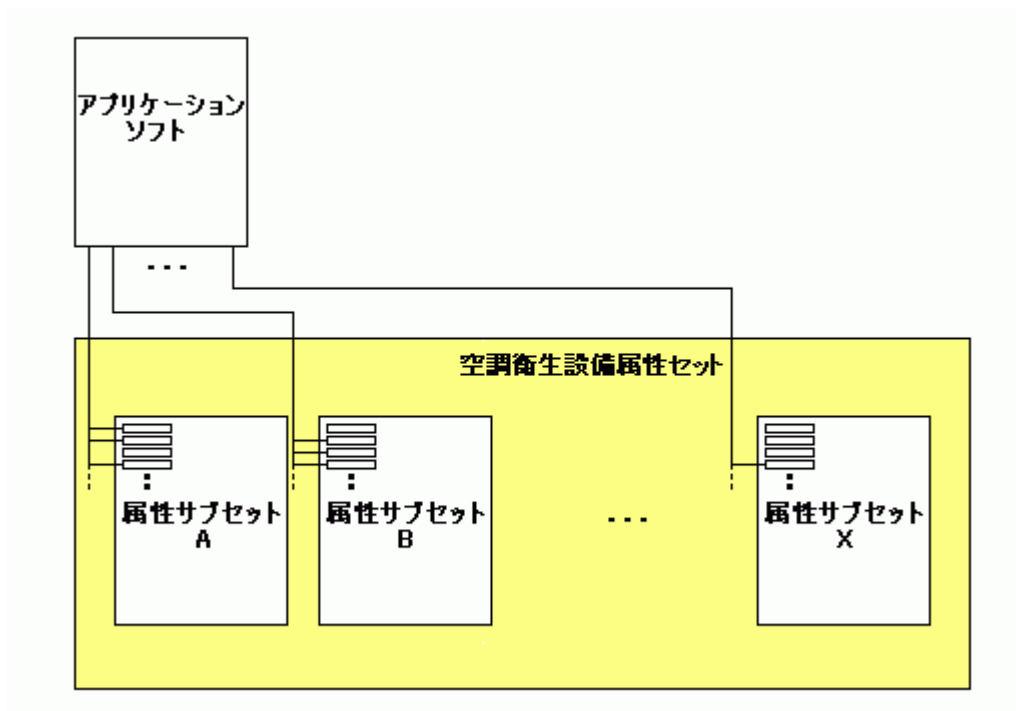 アプリケーション
ソフト
...
空調衛生設備属性セット
:
:
:
属性サブセット
A
属性サブセット
B
...
属性サブセット
X